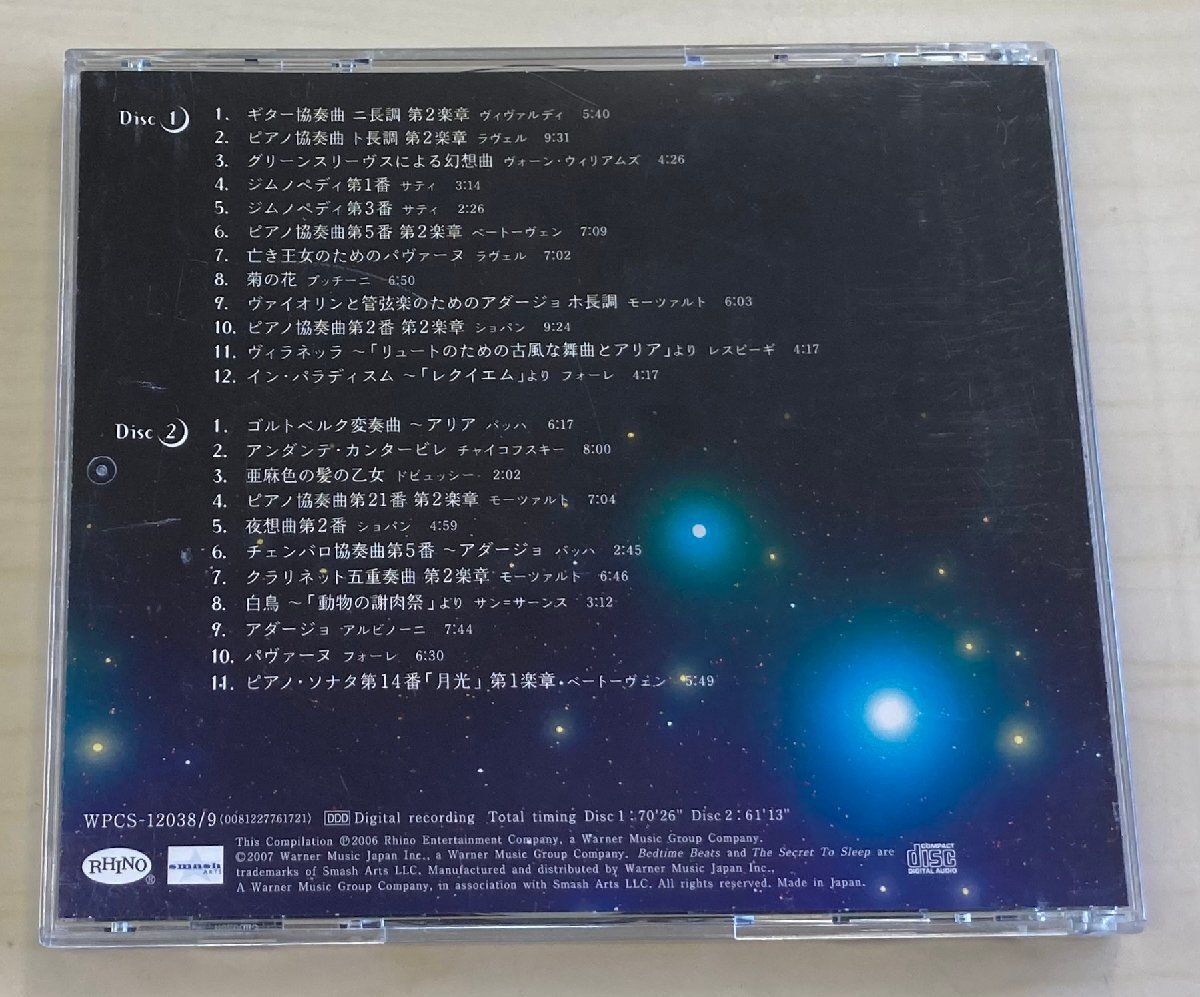 Disc 1
1. ギター協奏曲 ニ長調 第2楽章 ヴィヴァルディ 5:40
2. ピアノ協奏曲 ト長調 第2楽章 ラヴェル 9:31
3. グリーンスリーヴスによる幻想曲 ヴォーン・ウィリアムズ 4:26
4. ジムノペディ第1番 サティ 3:14
5. ジムノペディ第3番 サティ 2:26
6. ピアノ協奏曲第5番 第2楽章 ベートーヴェン 7:09
7. 亡き王女のためのパヴァーヌ ラヴェル 7:02
8. 菊の花 プッチーニ 6:50
9. ヴァイオリンと管弦楽のためのアダージョ ホ長調 モーツァルト 6:03
10. ピアノ協奏曲第2番 第2楽章 ショパン 9:24
11. ヴィラネッラ 〜「リュートのための古風な舞曲とアリア」より レスピーギ 4:17
12. イン・パラディスム 〜「レクイエム」より フォーレ 4:17
Disc 2
1. ゴルトベルク変奏曲 〜アリア バッハ 6:17
2. アンダンテ・カンタービレ チャイコフスキー 8:00
3. 亜麻色の髪の乙女 ドビュッシー 2:02
4. ピアノ協奏曲第21番 第2楽章 モーツァルト 7:04
5. 夜想曲第2番 ショパン 4:59
6. チェンバロ協奏曲第5番 〜アダージョ バッハ 2:45
7. クラリネット五重奏曲 第2楽章 モーツァルト 6:46
8. 白鳥 〜「動物の謝肉祭」より サン=サーンス 3:12
9. アダージョ アルビノーニ 7:44
10. パヴァーヌ フォーレ 6:30
11. ピアノ・ソナタ第14番「月光」 第1楽章 ベートーヴェン 5:49
WPCS-12038/9 (0081227761721) DDD Digital recording Total timing Disc 1:70'26" Disc 2:61'13"
This Compilation ℗2006 Rhino Entertainment Company, a Warner Music Group Company.
©2007 Warner Music Japan Inc., a Warner Music Group Company. Bedtime Beats and The Secret To Sleep are
trademarks of Smash Arts LLC. Manufactured and distributed by Warner Music Japan Inc.,
A Warner Music Group Company, in association with Smash Arts LLC. All rights reserved. Made in Japan.
RHINO ®
smash ARTS
COMPACT disc DIGITAL AUDIO